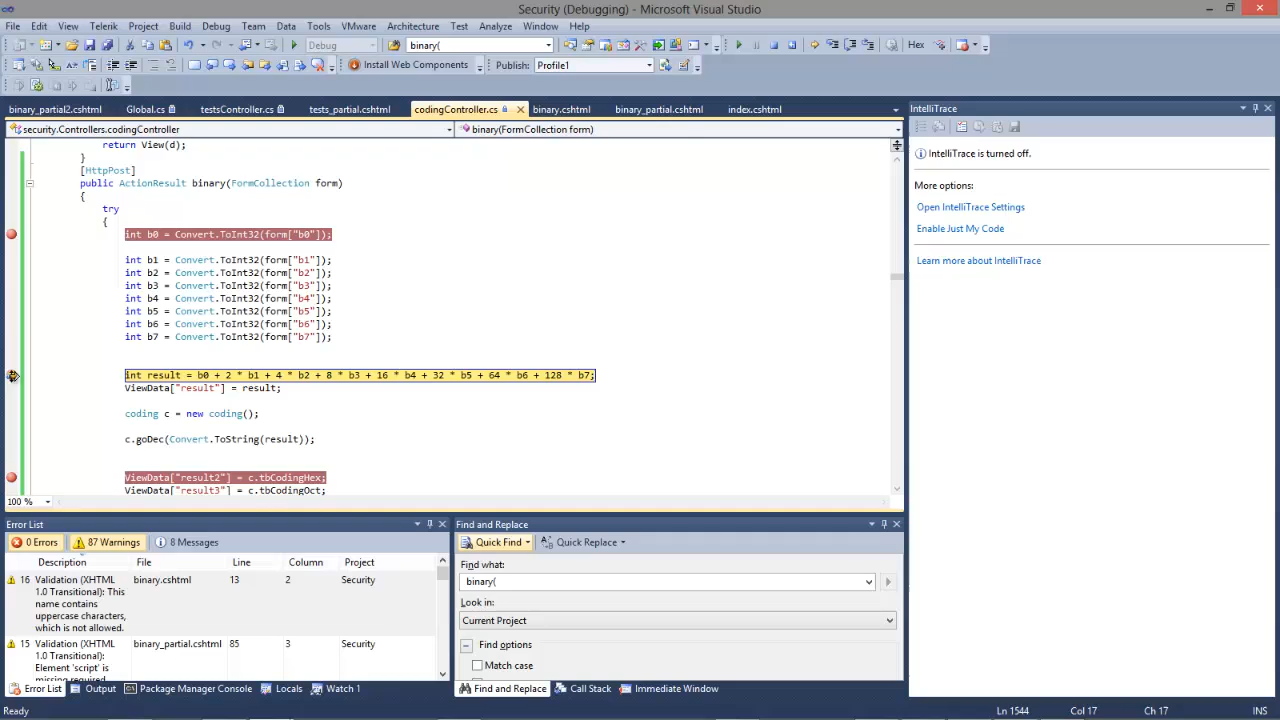 Security (Debugging) - Microsoft Visual Studio
File Edit View Telerik Project Build Debug Team Data Tools VMware Architecture Test Analyze Window Help
Debug binary( Hex
Install Web Components Publish: Profile1
binary_partial2.cshtml Global.cs testsController.cs tests_partial.cshtml codingController.cs binary.cshtml binary_partial.cshtml index.cshtml
security.Controllers.codingController binary(FormCollection form)
return View(d);
}
[HttpPost]
public ActionResult binary(FormCollection form)
{
try
{
int b0 = Convert.ToInt32(form["b0"]);
int b1 = Convert.ToInt32(form["b1"]);
int b2 = Convert.ToInt32(form["b2"]);
int b3 = Convert.ToInt32(form["b3"]);
int b4 = Convert.ToInt32(form["b4"]);
int b5 = Convert.ToInt32(form["b5"]);
int b6 = Convert.ToInt32(form["b6"]);
int b7 = Convert.ToInt32(form["b7"]);
int result = b0 + 2 * b1 + 4 * b2 + 8 * b3 + 16 * b4 + 32 * b5 + 64 * b6 + 128 * b7;
ViewData["result"] = result;
coding c = new coding();
c.goDec(Convert.ToString(result));
ViewData["result2"] = c.tbCodingHex;
ViewData["result3"] = c.tbCodingOct;
100 %
IntelliTrace
IntelliTrace is turned off.
More options:
Open IntelliTrace Settings
Enable Just My Code
Learn more about IntelliTrace
Error List
0 Errors 87 Warnings 8 Messages
Description File Line Column Project
16 Validation (XHTML binary.cshtml 13 2 Security
1.0 Transitional): This
name contains
uppercase characters,
which is not allowed.
15 Validation (XHTML binary_partial.cshtml 85 3 Security
1.0 Transitional):
Element 'script' is
missing required
Error List Output Package Manager Console Locals Watch 1
Find and Replace
Quick Find Quick Replace
Find what:
binary(
Look in:
Current Project
Find options
Match case
Find and Replace Call Stack Immediate Window
Ready Ln 1544 Col 17 Ch 17 INS